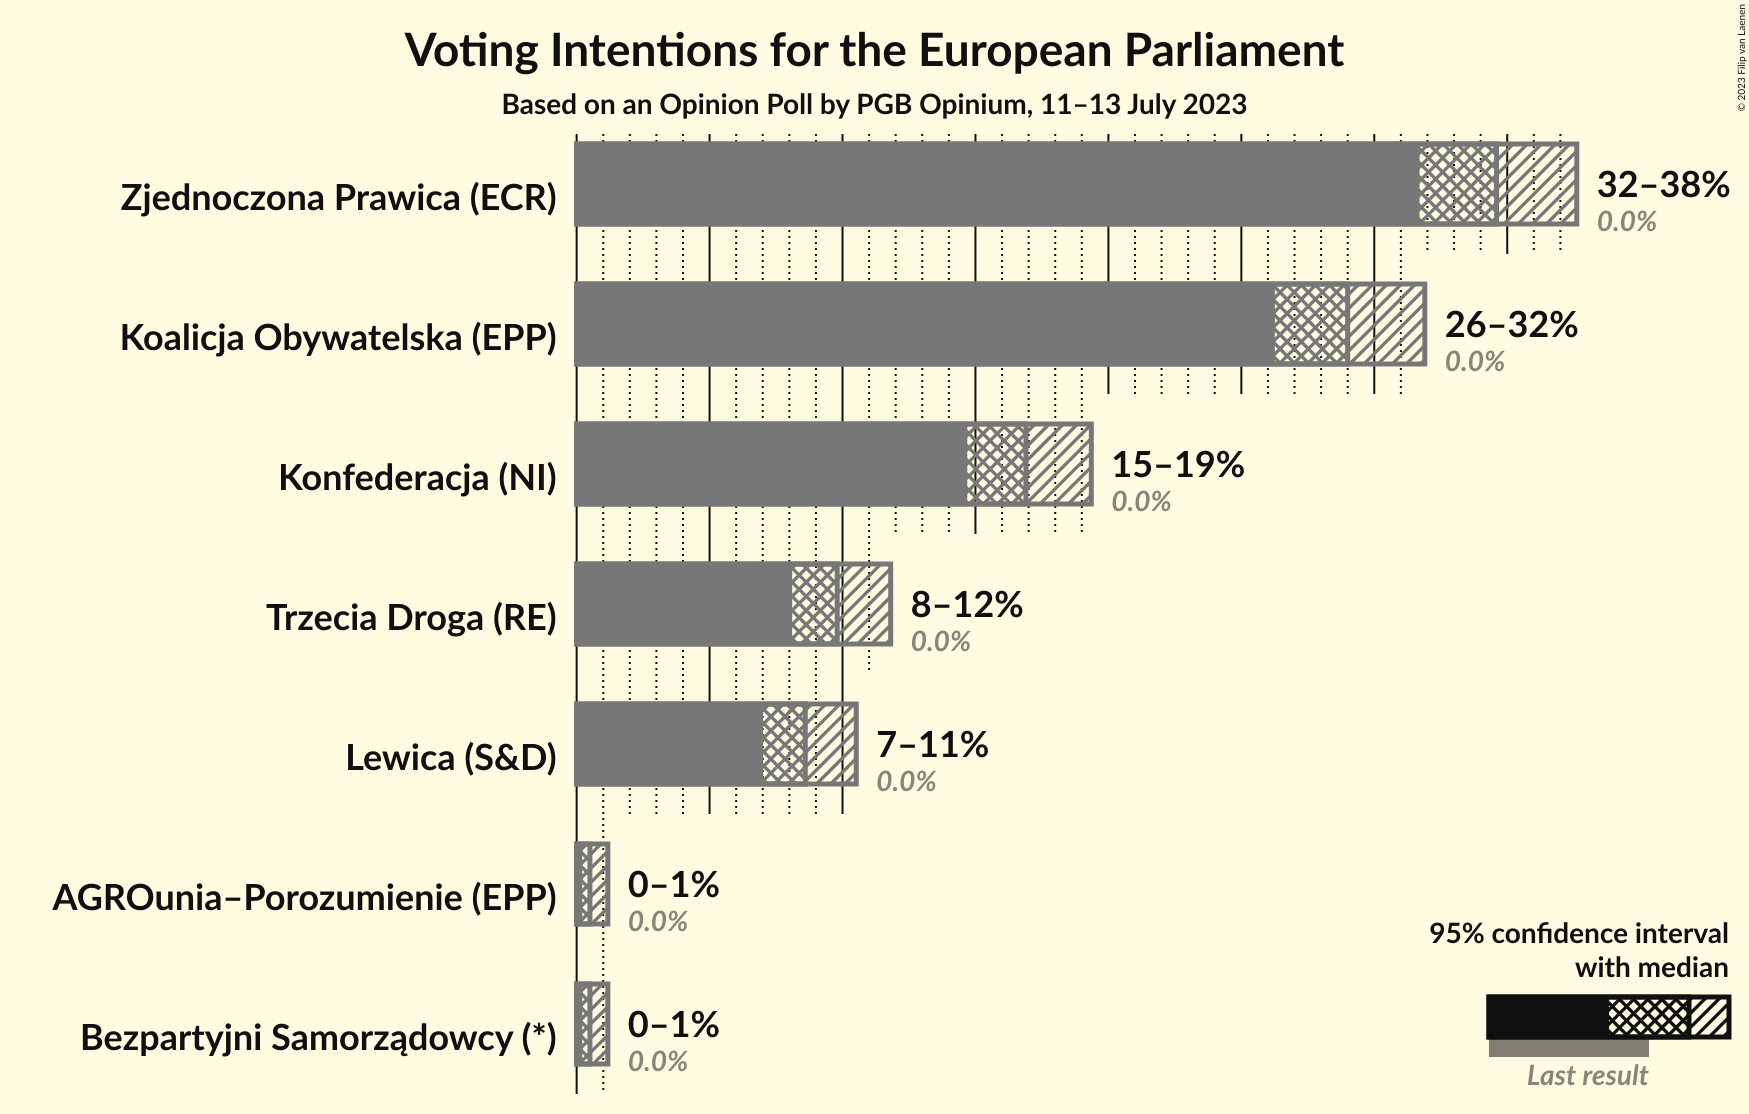 Voting Intentions for the European Parliament
Based on an Opinion Poll by PGB Opinium, 11–13 July 2023
© 2023 Filip van Laenen
Zjednoczona Prawica (ECR)
32–38%
0.0%
Koalicja Obywatelska (EPP)
26–32%
0.0%
Konfederacja (NI)
15–19%
0.0%
Trzecia Droga (RE)
8–12%
0.0%
Lewica (S&D)
7–11%
0.0%
AGROunia–Porozumienie (EPP)
0–1%
0.0%
Bezpartyjni Samorządowcy (*)
0–1%
0.0%
95% confidence interval
with median
Last result